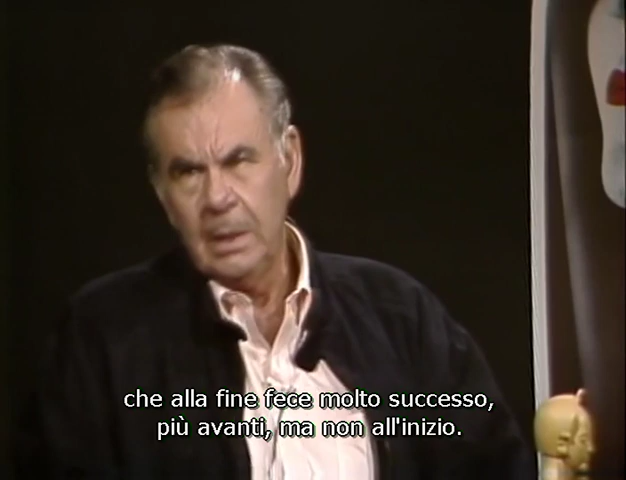 che alla fine fece molto successo,
più avanti, ma non all'inizio.